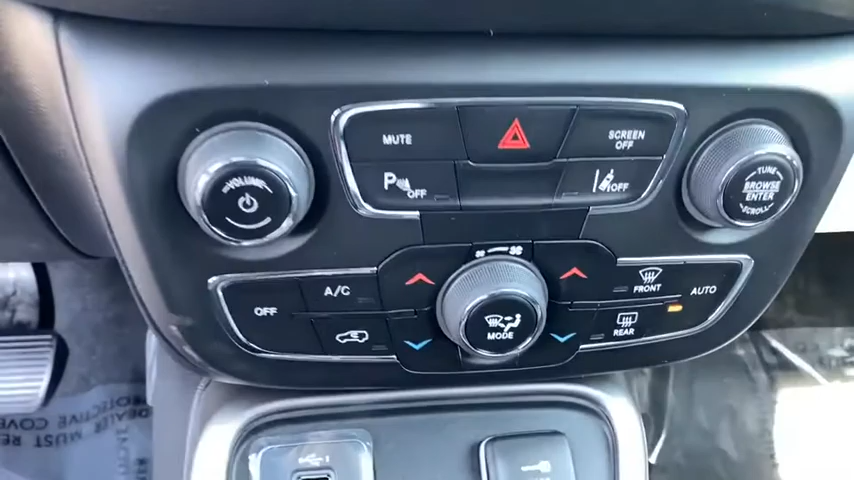 MUTE
SCREEN
OFF
VOLUME
P OFF
OFF
TUNE
BROWSE
ENTER
SCROLL
OFF
A/C
FRONT
AUTO
MODE
REAR